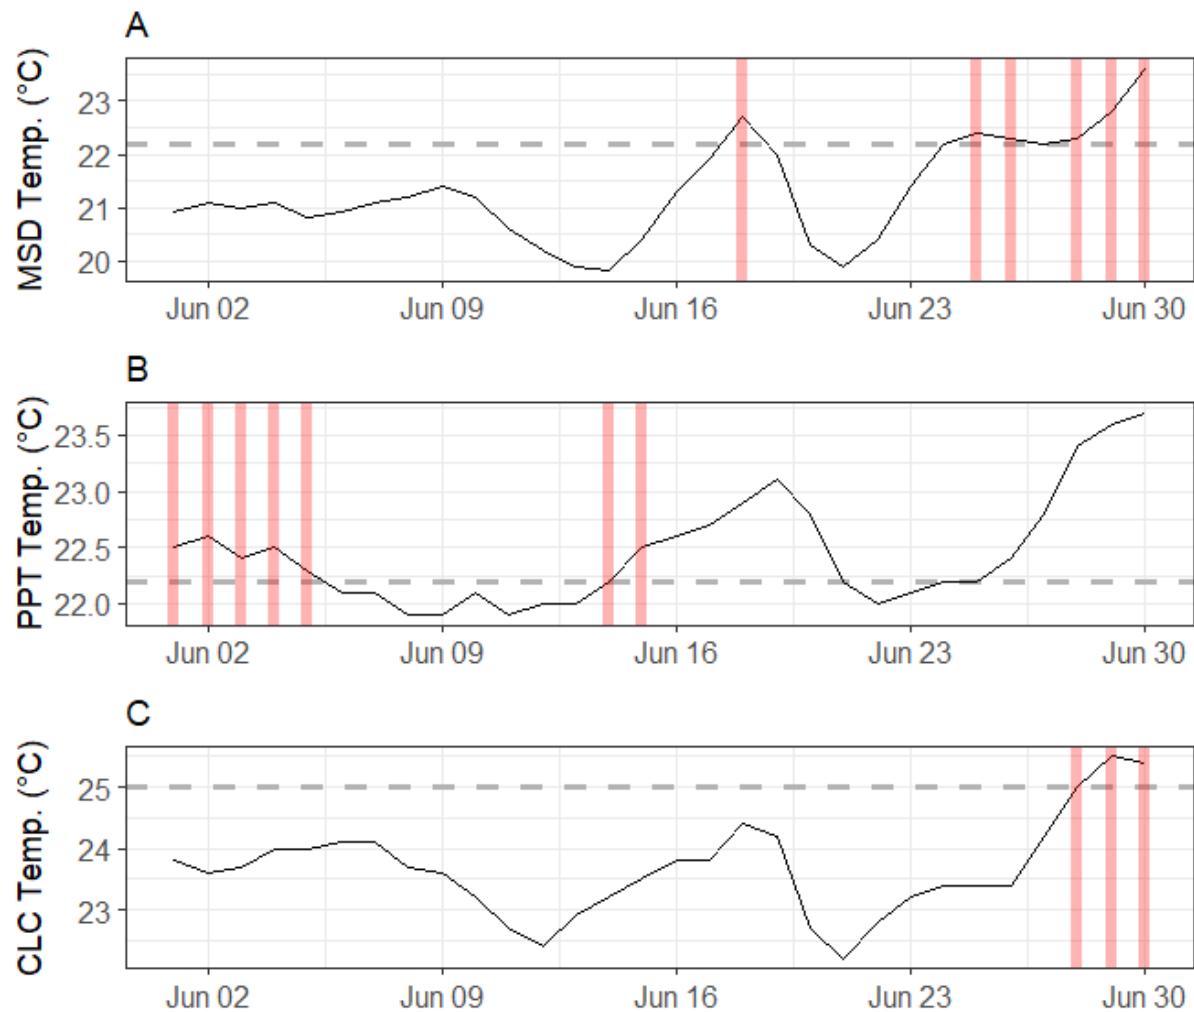 A
MSD Temp. (°C)
23
22
21
20
Jun 02 Jun 09 Jun 16 Jun 23 Jun 30
B
PPT Temp. (°C)
23.5
23.0
22.5
22.0
Jun 02 Jun 09 Jun 16 Jun 23 Jun 30
C
CLC Temp. (°C)
25
24
23
Jun 02 Jun 09 Jun 16 Jun 23 Jun 30